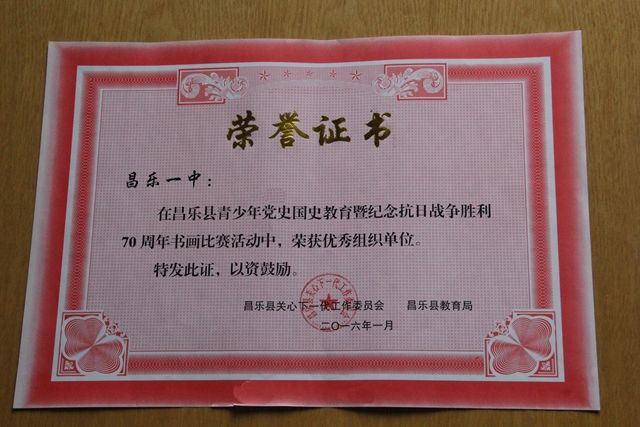 荣誉证书
昌乐一中：
在昌乐县青少年党史国史教育暨纪念抗日战争胜利
70周年书画比赛活动中，荣获优秀组织单位。
特发此证，以资鼓励。
昌乐县关心下一代工作委员会 昌乐县教育局
二〇一六年一月